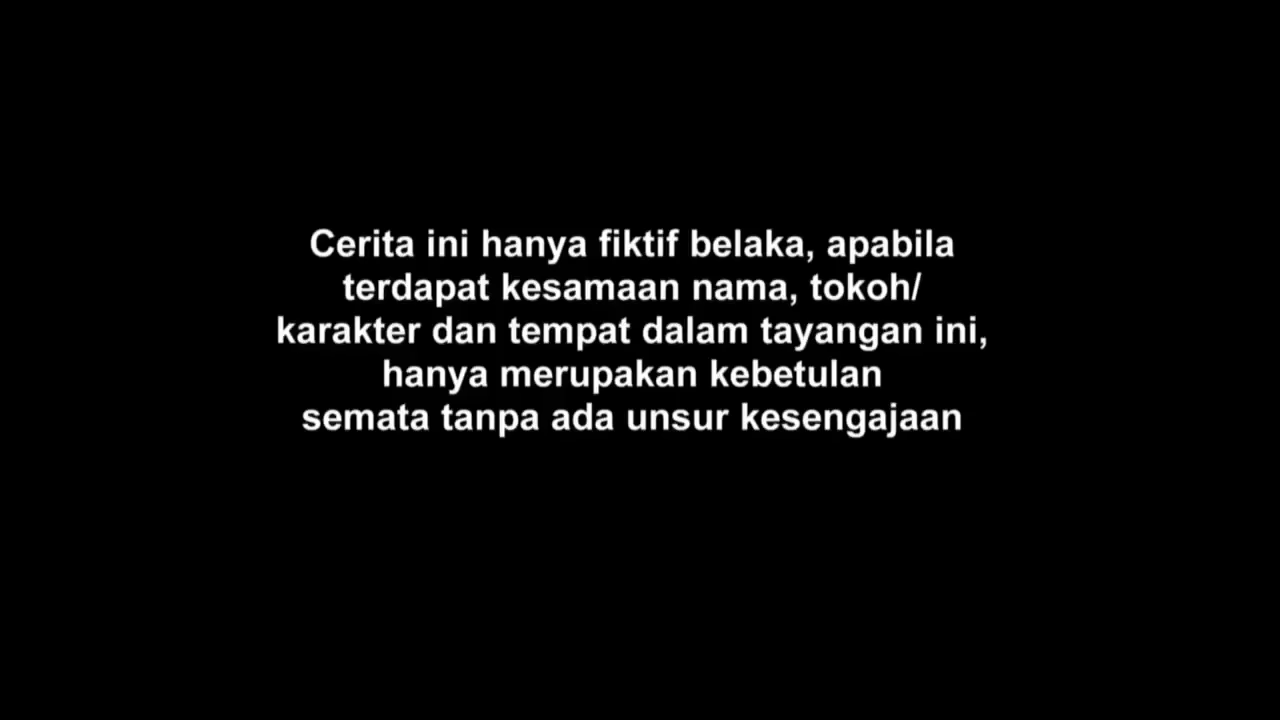 Cerita ini hanya fiktif belaka, apabila
terdapat kesamaan nama, tokoh/
karakter dan tempat dalam tayangan ini,
hanya merupakan kebetulan
semata tanpa ada unsur kesengajaan